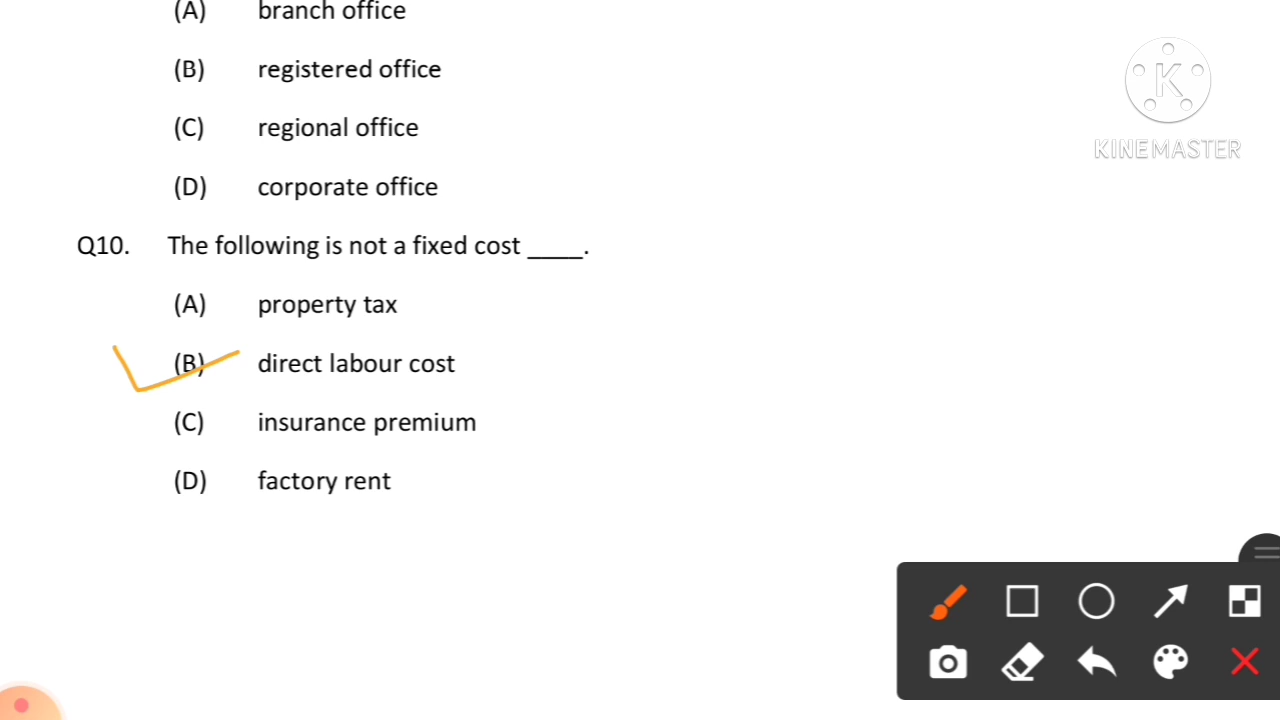 (A) branch office
(B) registered office
(C) regional office
(D) corporate office
Q10. The following is not a fixed cost ____.
(A) property tax
(B) direct labour cost
(C) insurance premium
(D) factory rent
K
KINEMASTER